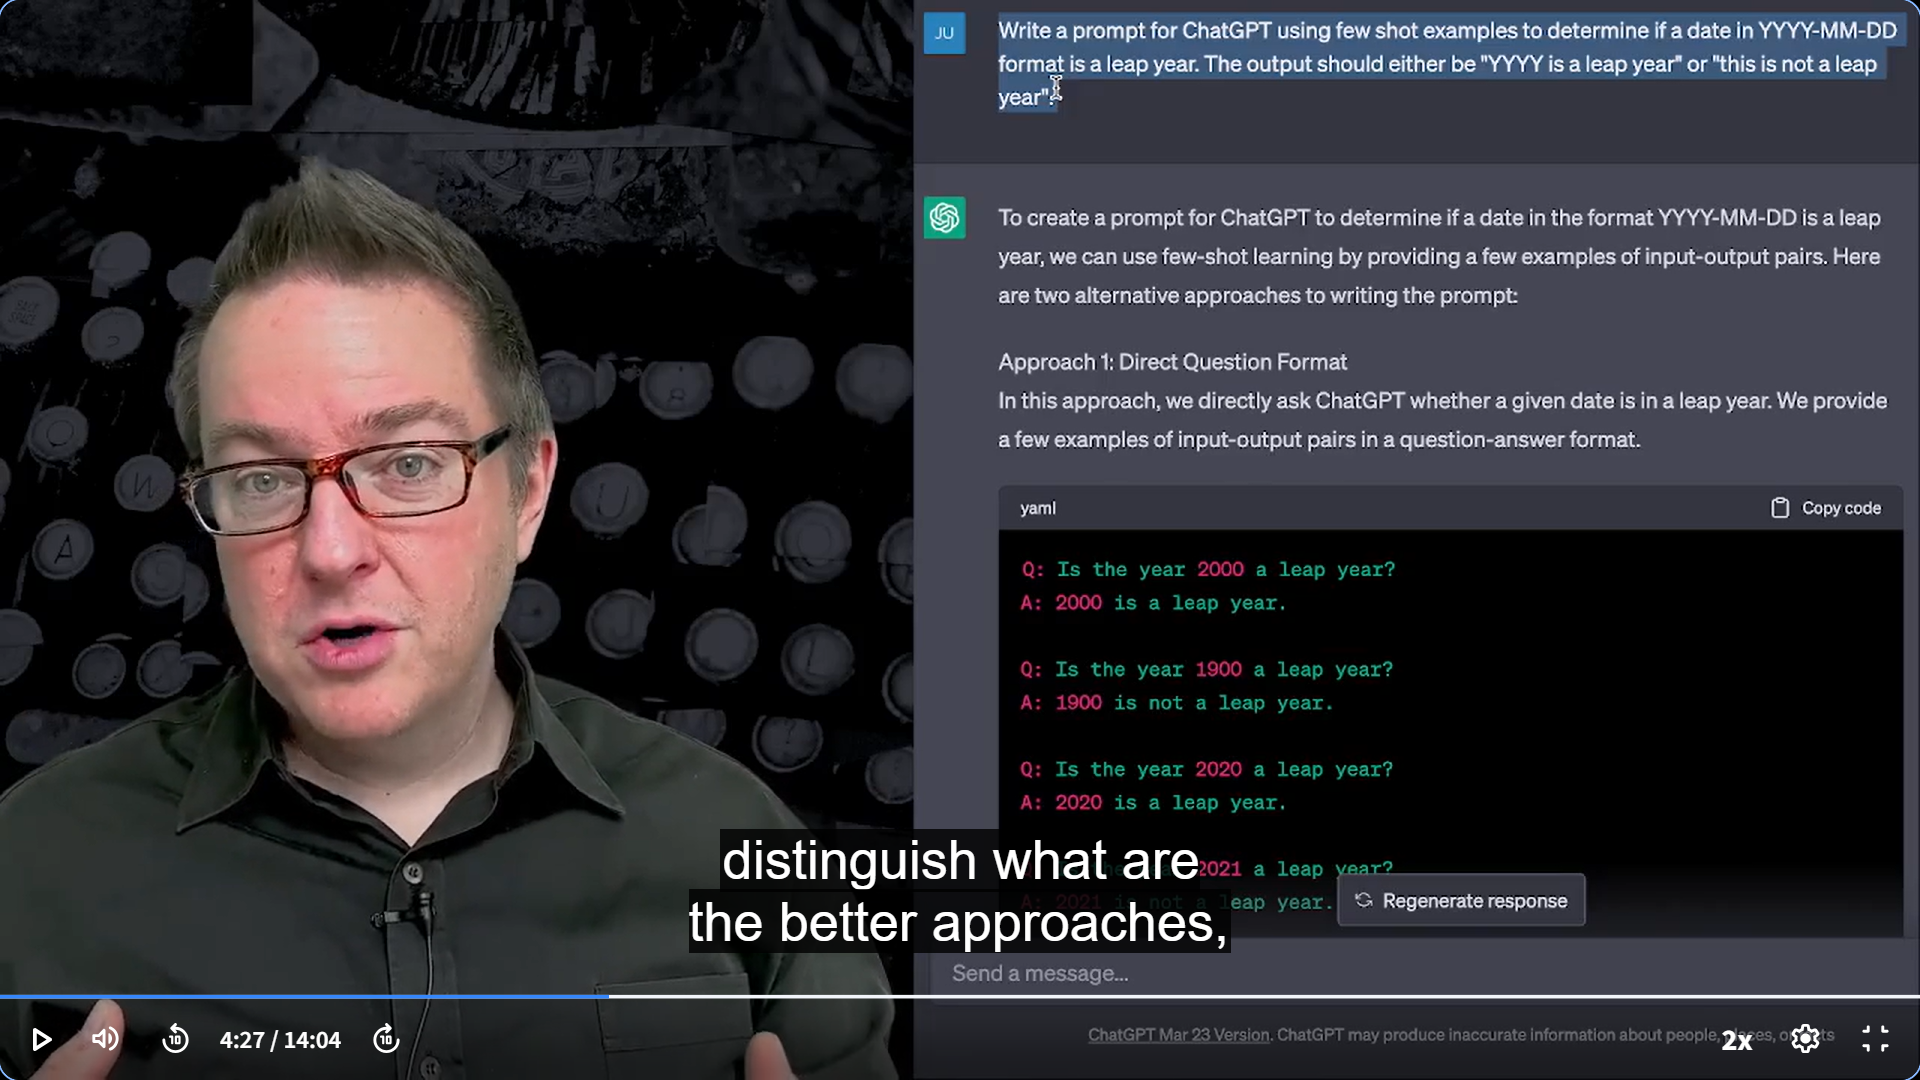 JU
Write a prompt for ChatGPT using few shot examples to determine if a date in YYYY-MM-DD
format is a leap year. The output should either be "YYYY is a leap year" or "this is not a leap
year".
To create a prompt for ChatGPT to determine if a date in the format YYYY-MM-DD is a leap
year, we can use few-shot learning by providing a few examples of input-output pairs. Here
are two alternative approaches to writing the prompt:
Approach 1: Direct Question Format
In this approach, we directly ask ChatGPT whether a given date is in a leap year. We provide
a few examples of input-output pairs in a question-answer format.
yaml
Copy code
Q: Is the year 2000 a leap year?
A: 2000 is a leap year.
Q: Is the year 1900 a leap year?
A: 1900 is not a leap year.
Q: Is the year 2020 a leap year?
A: 2020 is a leap year.
2021 a leap year?
A: 2021 is not a leap year.
Regenerate response
distinguish what are
the better approaches,
Send a message...
4:27 / 14:04
ChatGPT Mar 23 Version. ChatGPT may produce inaccurate information about people,
2x
10
10
A
W
O
U
J